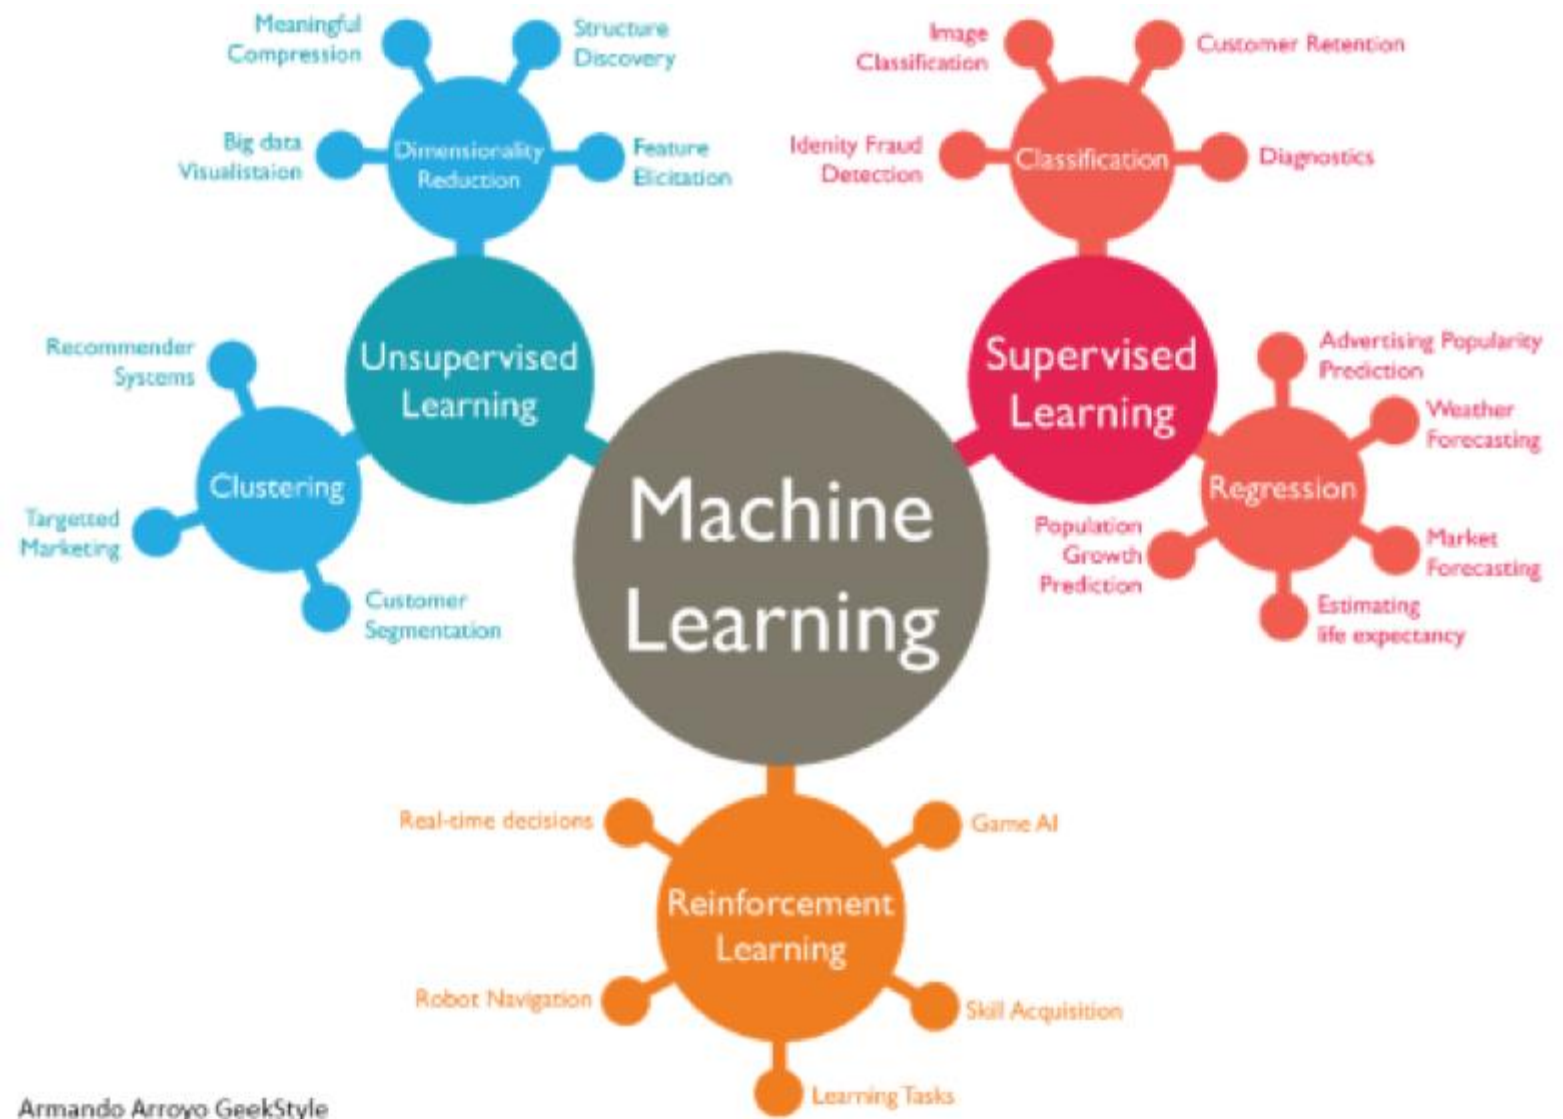 Meaningful
Compression
Structure
Discovery
Big data
Visualistaion
Dimensionality
Reduction
Feature
Elicitation
Image
Classification
Customer Retention
Idenity Fraud
Detection
Classification
Diagnostics
Unsupervised
Learning
Recommender
Systems
Clustering
Targetted
Marketing
Customer
Segmentation
Supervised
Learning
Advertising Popularity
Prediction
Weather
Forecasting
Regression
Population
Growth
Prediction
Market
Forecasting
Estimating
life expectancy
Machine
Learning
Real-time decisions
Game AI
Reinforcement
Learning
Robot Navigation
Skill Acquisition
Learning Tasks
Armando Arroyo GeekStyle